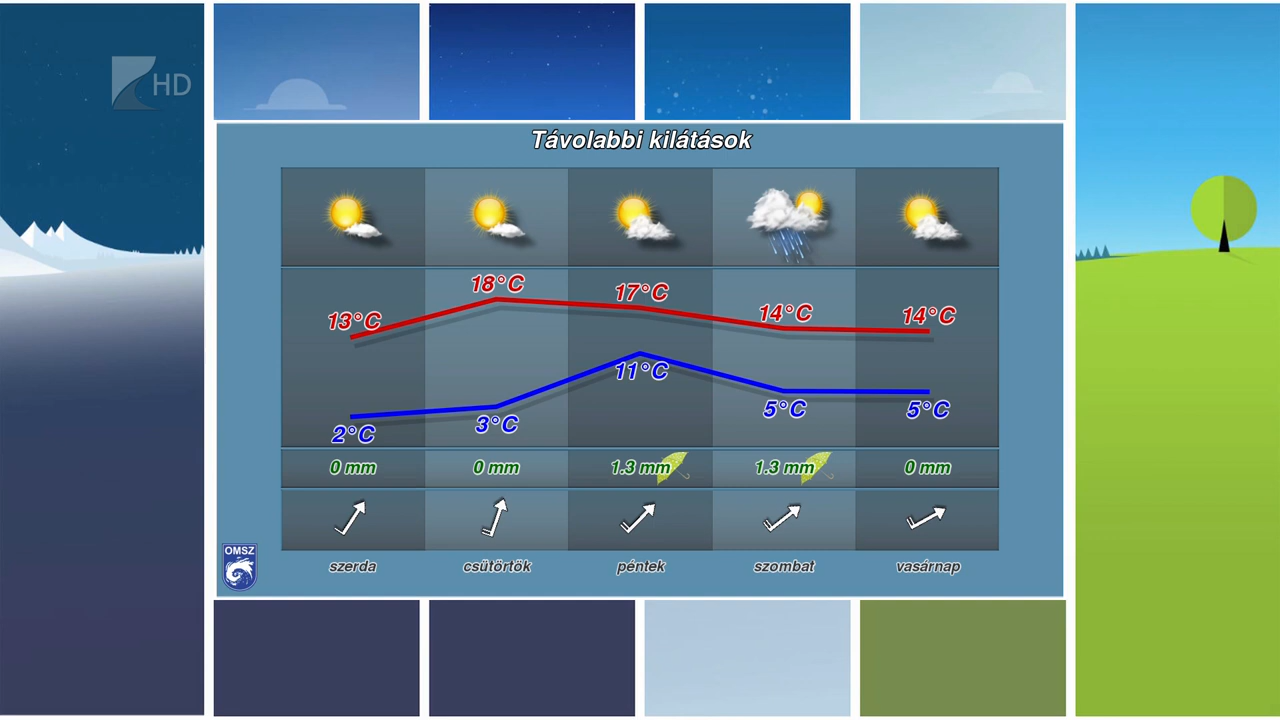 HD
Távolabbi kilátások
13°C 18°C 17°C 14°C 14°C
2°C 3°C 11°C 5°C 5°C
0 mm 0 mm 1.3 mm 1.3 mm 0 mm
OMSZ
szerda csütörtök péntek szombat vasárnap